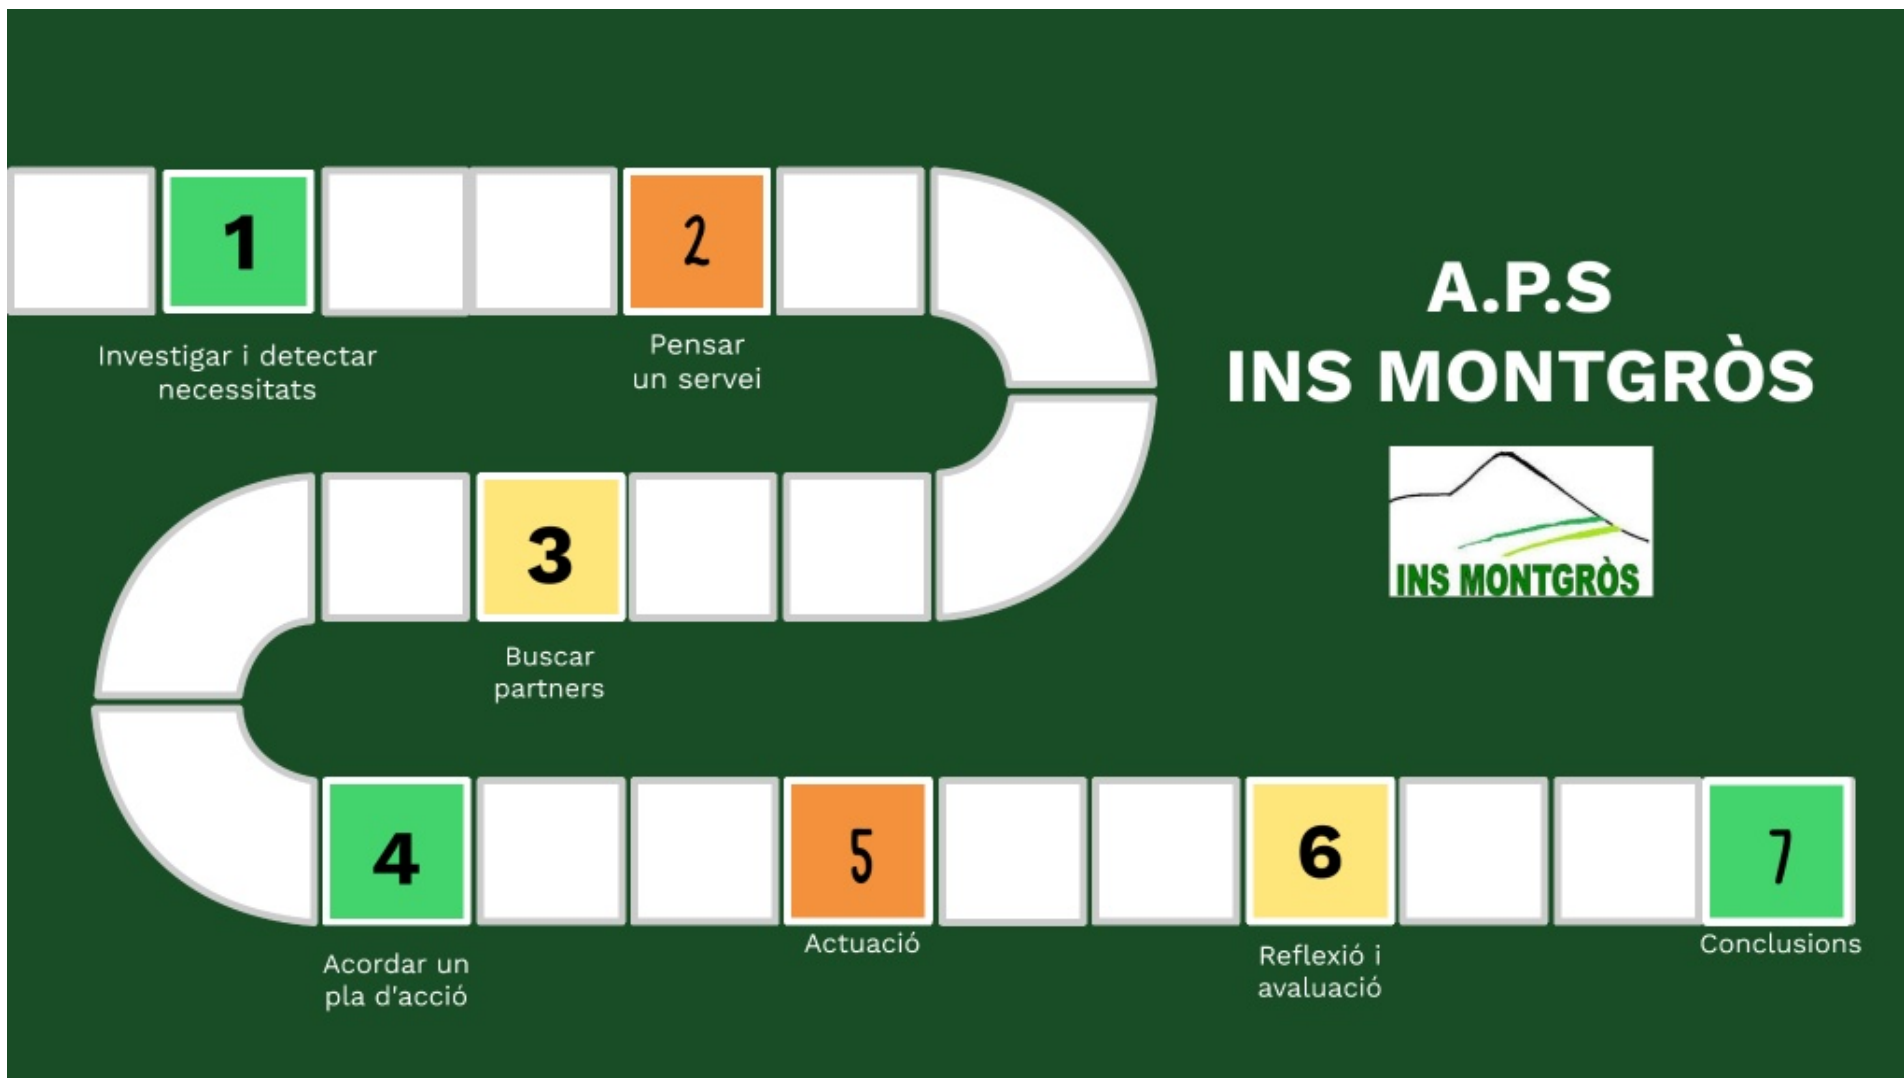 1
2
Investigar i detectar
necessitats
Pensar
un servei
A.P.S
INS MONTGRÒS
INS MONTGRÒS
3
Buscar
partners
4
5
6
7
Acordar un
pla d'acció
Actuació
Reflexió i
avaluació
Conclusions